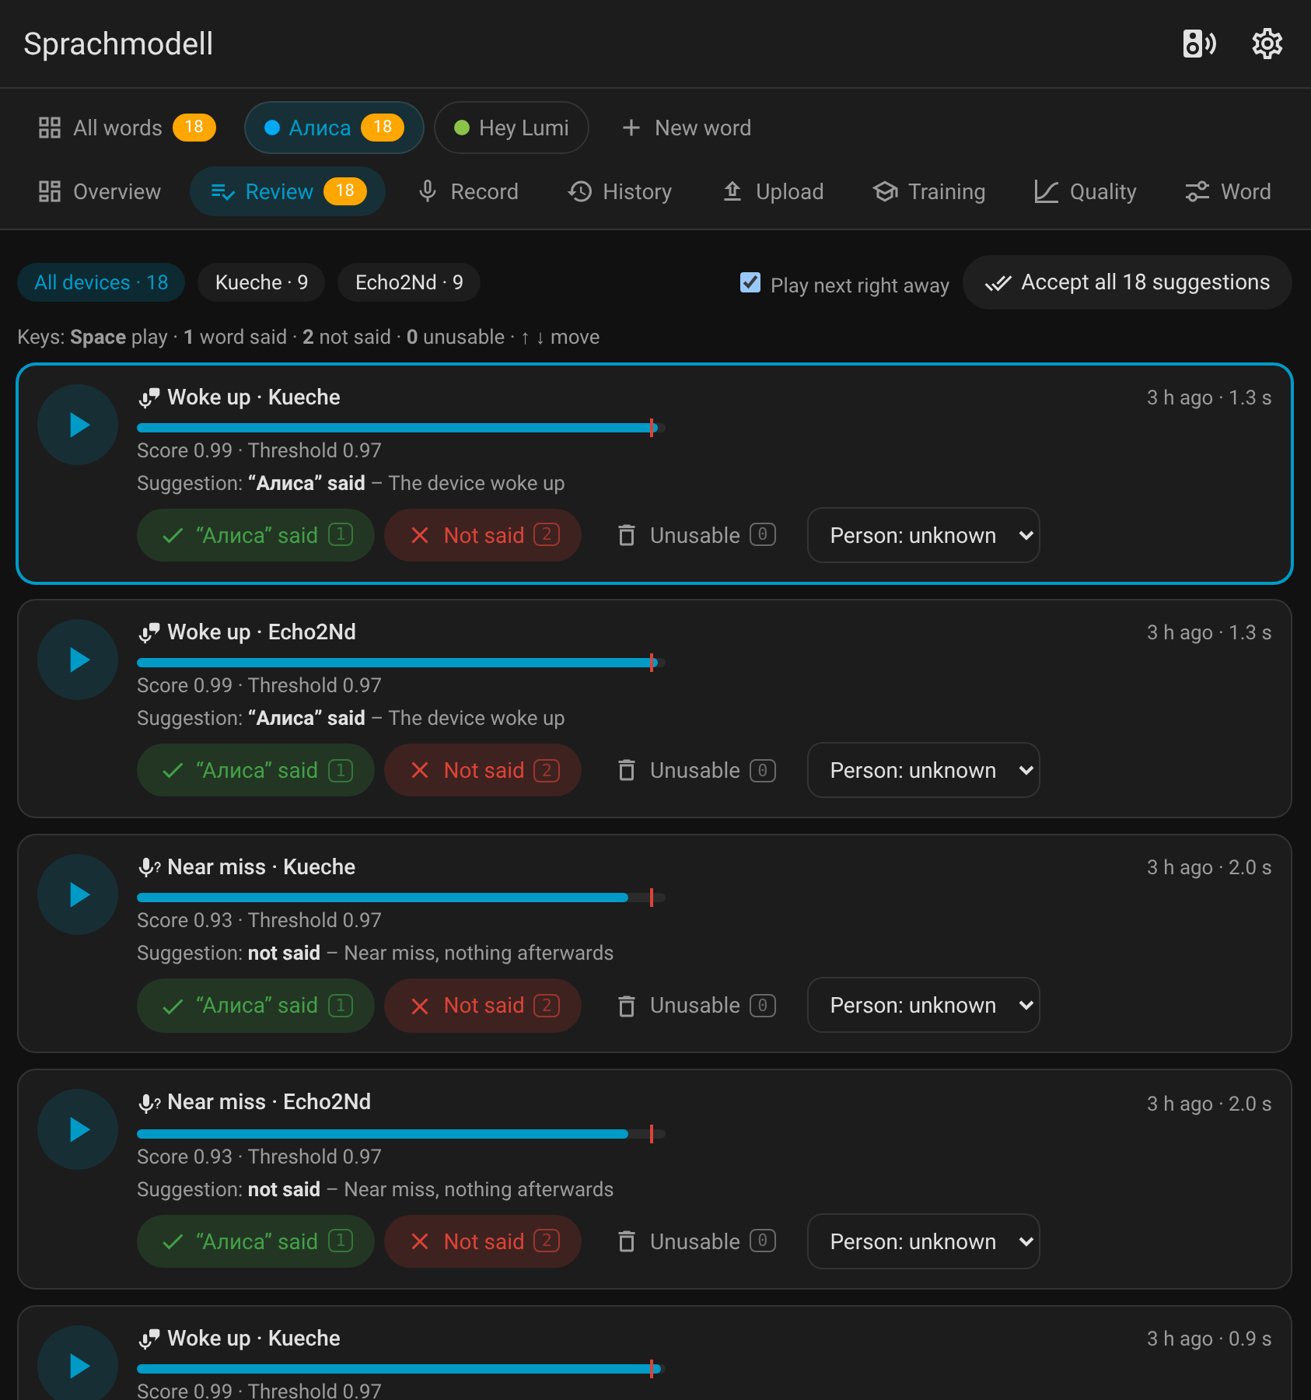 Sprachmodell
All words 18 Алиса 18 Hey Lumi + New word
Overview Review 18 Record History Upload Training Quality Word
All devices · 18 Kueche · 9 Echo2Nd · 9 Play next right away Accept all 18 suggestions
Keys: Space play · 1 word said · 2 not said · 0 unusable · ↑ ↓ move
Woke up · Kueche 3 h ago · 1.3 s
Score 0.99 · Threshold 0.97
Suggestion: “Алиса” said – The device woke up
“Алиса” said 1 Not said 2 Unusable 0 Person: unknown
Woke up · Echo2Nd 3 h ago · 1.3 s
Score 0.99 · Threshold 0.97
Suggestion: “Алиса” said – The device woke up
“Алиса” said 1 Not said 2 Unusable 0 Person: unknown
Near miss · Kueche 3 h ago · 2.0 s
Score 0.93 · Threshold 0.97
Suggestion: not said – Near miss, nothing afterwards
“Алиса” said 1 Not said 2 Unusable 0 Person: unknown
Near miss · Echo2Nd 3 h ago · 2.0 s
Score 0.93 · Threshold 0.97
Suggestion: not said – Near miss, nothing afterwards
“Алиса” said 1 Not said 2 Unusable 0 Person: unknown
Woke up · Kueche 3 h ago · 0.9 s
Score 0.99 · Threshold 0.97